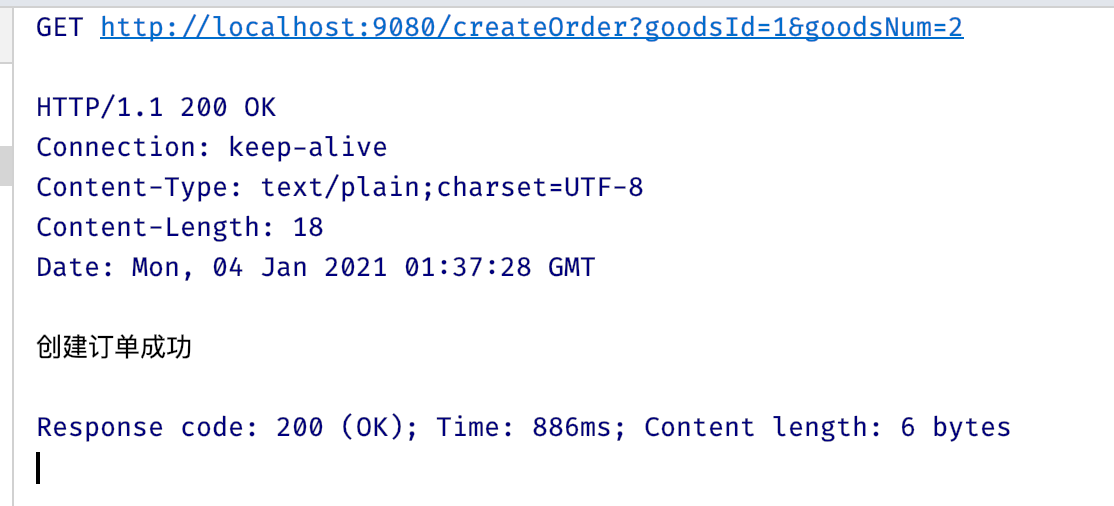 GET http://localhost:9080/createOrder?goodsId=1&goodsNum=2
HTTP/1.1 200 OK
Connection: keep-alive
Content-Type: text/plain;charset=UTF-8
Content-Length: 18
Date: Mon, 04 Jan 2021 01:37:28 GMT
创建订单成功
Response code: 200 (OK); Time: 886ms; Content length: 6 bytes